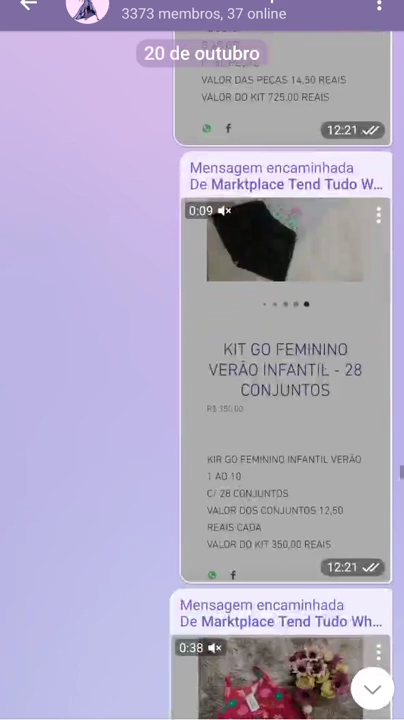 3373 membros, 37 online
20 de outubro
VALOR DAS PEÇAS 14,50 REAIS
VALOR DO KIT 725,00 REAIS
12:21
Mensagem encaminhada
De Marktplace Tend Tudo W...
0:09
KIT GO FEMININO
VERÃO INFANTIL - 28
CONJUNTOS
R$ 350,00
KIR GO FEMININO INFANTIL VERÃO
1 AO 10
C/ 28 CONJUNTOS
VALOR DOS CONJUNTOS 12,50
REAIS CADA
VALOR DO KIT 350,00 REAIS
12:21
Mensagem encaminhada
De Marktplace Tend Tudo Wh...
0:38